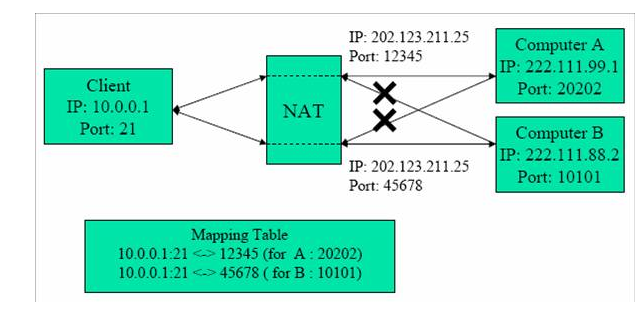 IP: 202.123.211.25
Port: 12345
Computer A
IP: 222.111.99.1
Port: 20202
Client
IP: 10.0.0.1
Port: 21
NAT
Computer B
IP: 222.111.88.2
Port: 10101
IP: 202.123.211.25
Port: 45678
Mapping Table
10.0.0.1:21 <-> 12345 (for A : 20202)
10.0.0.1:21 <-> 45678 ( for B : 10101)